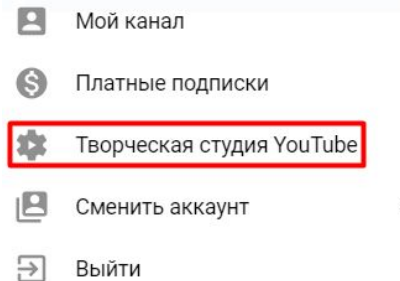 Мой канал
Платные подписки
Творческая студия YouTube
Сменить аккаунт
Выйти